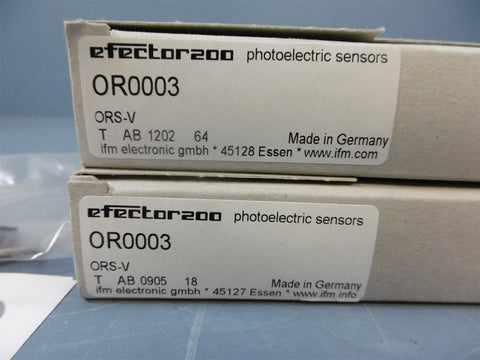 efector200 photoelectric sensors
OR0003
ORS-V
T AB 1202 64 Made in Germany
ifm electronic gmbh * 45128 Essen * www.ifm.com
efector200 photoelectric sensors
OR0003
ORS-V
T AB 0905 18 Made in Germany
ifm electronic gmbh * 45127 Essen * www.ifm.info